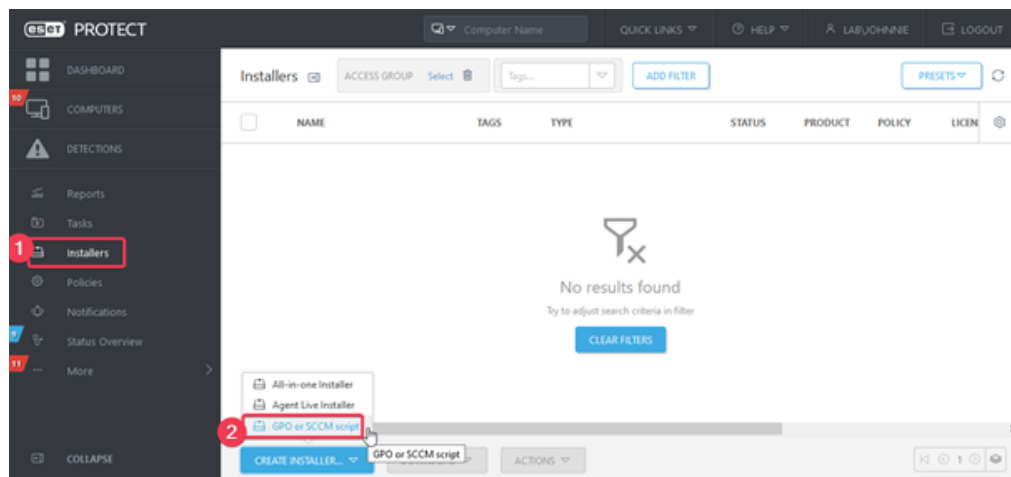 eset PROTECT Computer Name QUICK LINKS HELP LAB\JOHNNIE LOGOUT
DASHBOARD
10
COMPUTERS
DETECTIONS
Reports
Tasks
1
Installers
Policies
Notifications
Status Overview
11
More
COLLAPSE
Installers ACCESS GROUP Select Tags... ADD FILTER PRESETS
NAME TAGS TYPE STATUS PRODUCT POLICY LICEN
No results found
Try to adjust search criteria in filter
CLEAR FILTERS
All-in-one Installer
Agent Live Installer
2 GPO or SCCM script
GPO or SCCM script
CREATE INSTALLER... ACTIONS 1